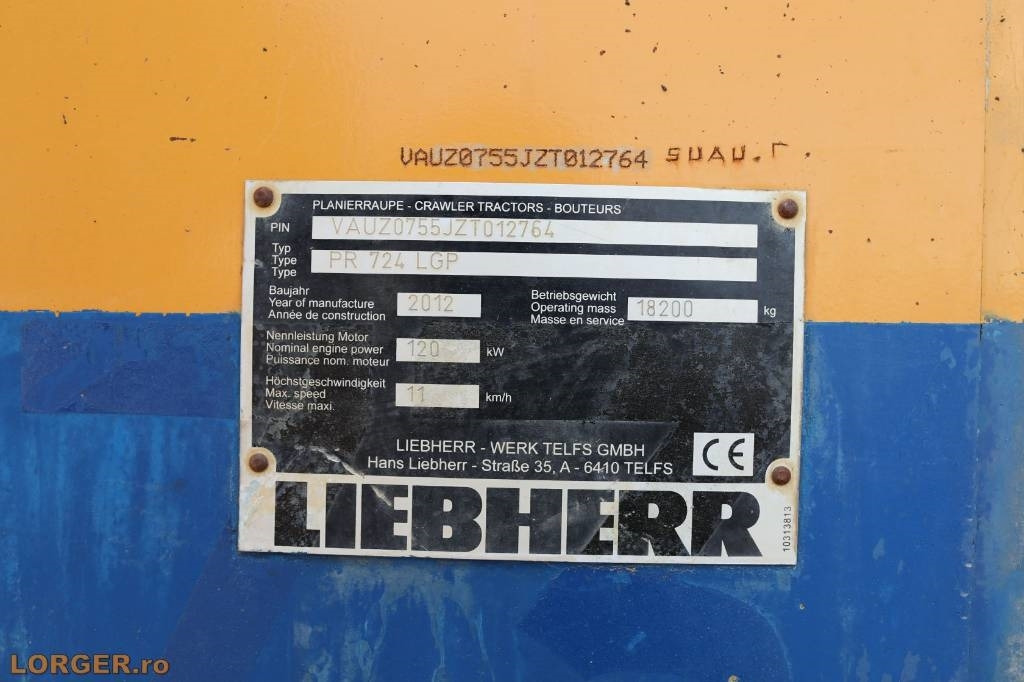 VAUZ0755JZT012764
PLANIERRAUPE - CRAWLER TRACTORS - BOUTEURS
PIN VAUZ0755JZT012764
Typ
Type PR 724 LGP
Type
Baujahr
Year of manufacture 2012
Année de construction
Betriebsgewicht
Operating mass 18200 kg
Masse en service
Nennleistung Motor
Nominal engine power 120 kW
Puissance nom. moteur
Höchstgeschwindigkeit
Max. speed 11 km/h
Vitesse maxi.
LIEBHERR - WERK TELFS GMBH
Hans Liebherr - Straße 35, A - 6410 TELFS
CE
LIEBHERR
10313813
LORGER.ro